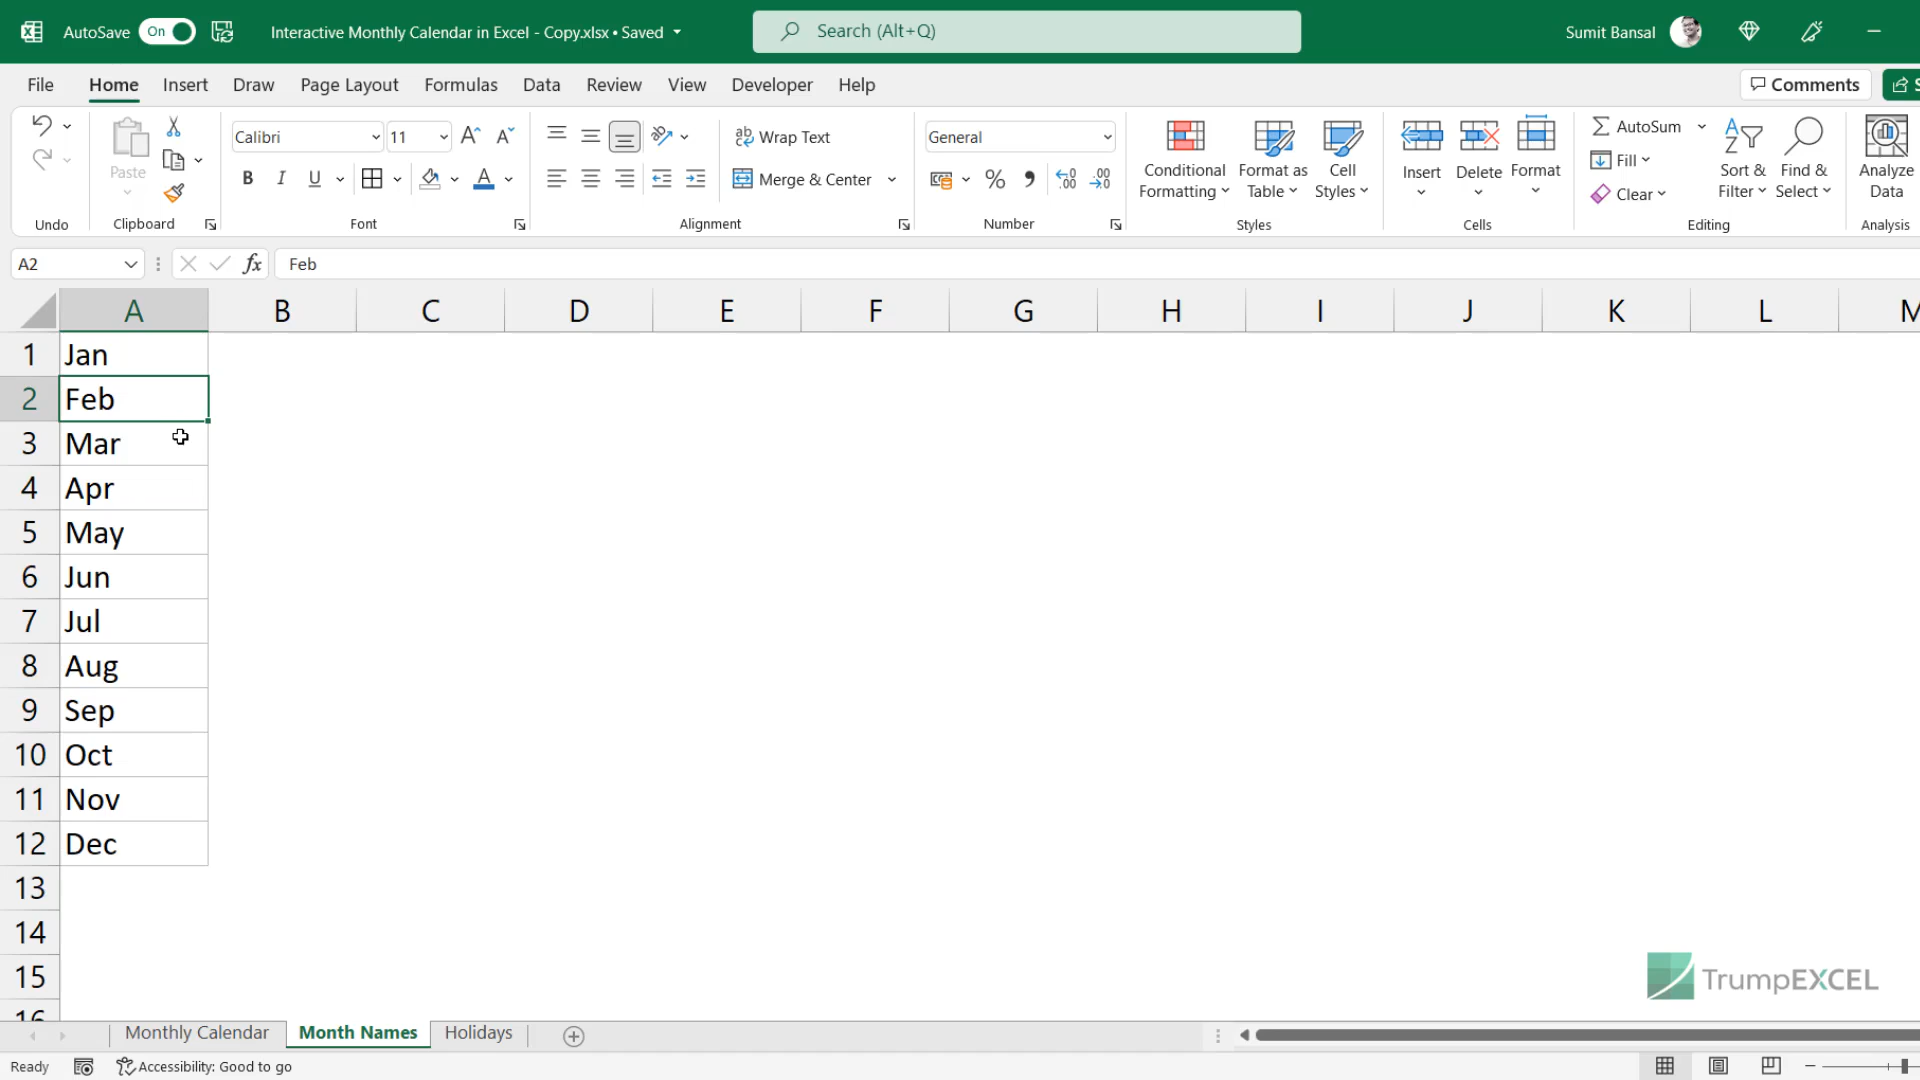 AutoSave On Interactive Monthly Calendar in Excel - Copy.xlsx • Saved Search (Alt+Q) Sumit Bansal
File Home Insert Draw Page Layout Formulas Data Review View Developer Help Comments
Calibri 11 Wrap Text General AutoSum
Paste Conditional Formatting Format as Table Cell Styles Insert Delete Format Fill Sort & Filter Find & Select Analyze Data
B I U A Merge & Center % Clear
Undo Clipboard Font Alignment Number Styles Cells Editing Analysis
A2 fx Feb
A B C D E F G H I J K L M
1 Jan
2 Feb
3 Mar
4 Apr
5 May
6 Jun
7 Jul
8 Aug
9 Sep
10 Oct
11 Nov
12 Dec
13
14
15
16
TrumpEXCEL
Monthly Calendar Month Names Holidays
Ready Accessibility: Good to go